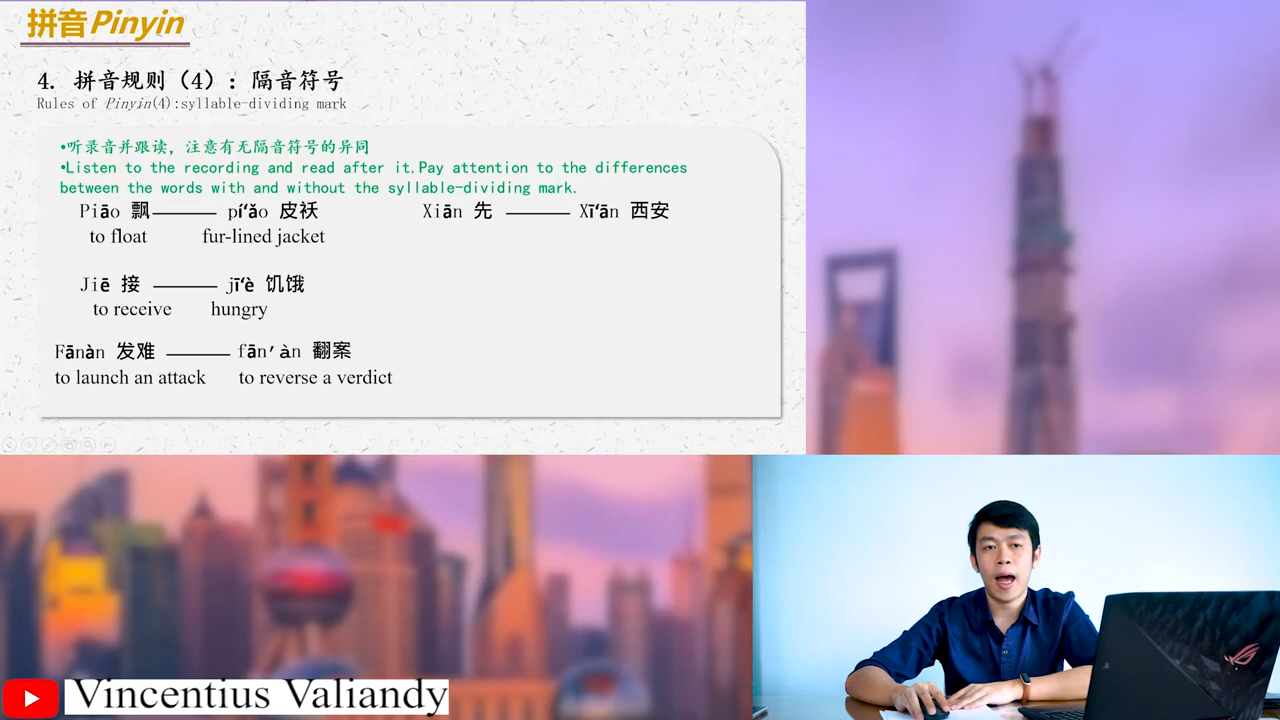 拼音Pinyin
4. 拼音规则（4）：隔音符号
Rules of Pinyin(4):syllable-dividing mark
•听录音并跟读，注意有无隔音符号的异同
•Listen to the recording and read after it.Pay attention to the differences
between the words with and without the syllable-dividing mark.
Piāo 飘——— pí‘ǎo 皮袄 Xiān 先 ——— Xī‘ān 西安
to float fur-lined jacket
Jiē 接 ——— jī‘è 饥饿
to receive hungry
Fānàn 发难 ——— fān’àn 翻案
to launch an attack to reverse a verdict
Vincentius Valiandy